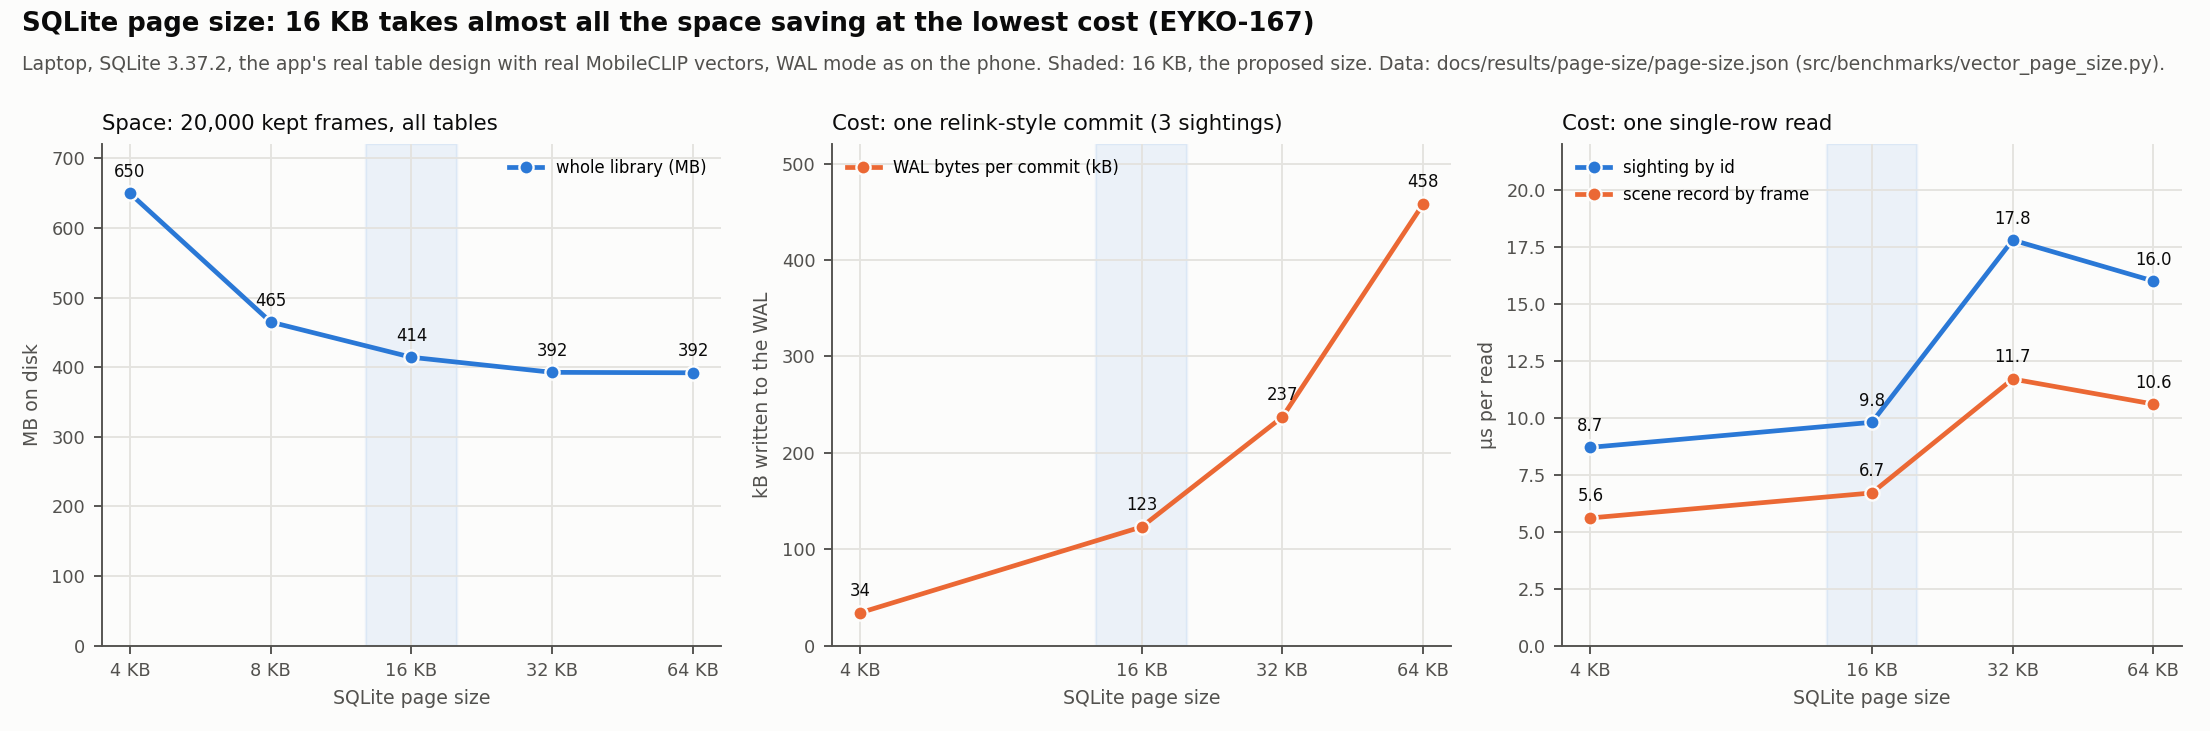 SQLite page size: 16 KB takes almost all the space saving at the lowest cost (EYKO-167)
Laptop, SQLite 3.37.2, the app's real table design with real MobileCLIP vectors, WAL mode as on the phone. Shaded: 16 KB, the proposed size. Data: docs/results/page-size/page-size.json (src/benchmarks/vector_page_size.py).
Space: 20,000 kept frames, all tables
whole library (MB)
MB on disk
700
600
500
400
300
200
100
0
650
465
414
392
392
4 KB
8 KB
16 KB
32 KB
64 KB
SQLite page size
Cost: one relink-style commit (3 sightings)
WAL bytes per commit (kB)
kB written to the WAL
500
400
300
200
100
0
34
123
237
458
4 KB
16 KB
32 KB
64 KB
SQLite page size
Cost: one single-row read
sighting by id
scene record by frame
µs per read
20.0
17.5
15.0
12.5
10.0
7.5
5.0
2.5
0.0
8.7
9.8
17.8
16.0
5.6
6.7
11.7
10.6
4 KB
16 KB
32 KB
64 KB
SQLite page size